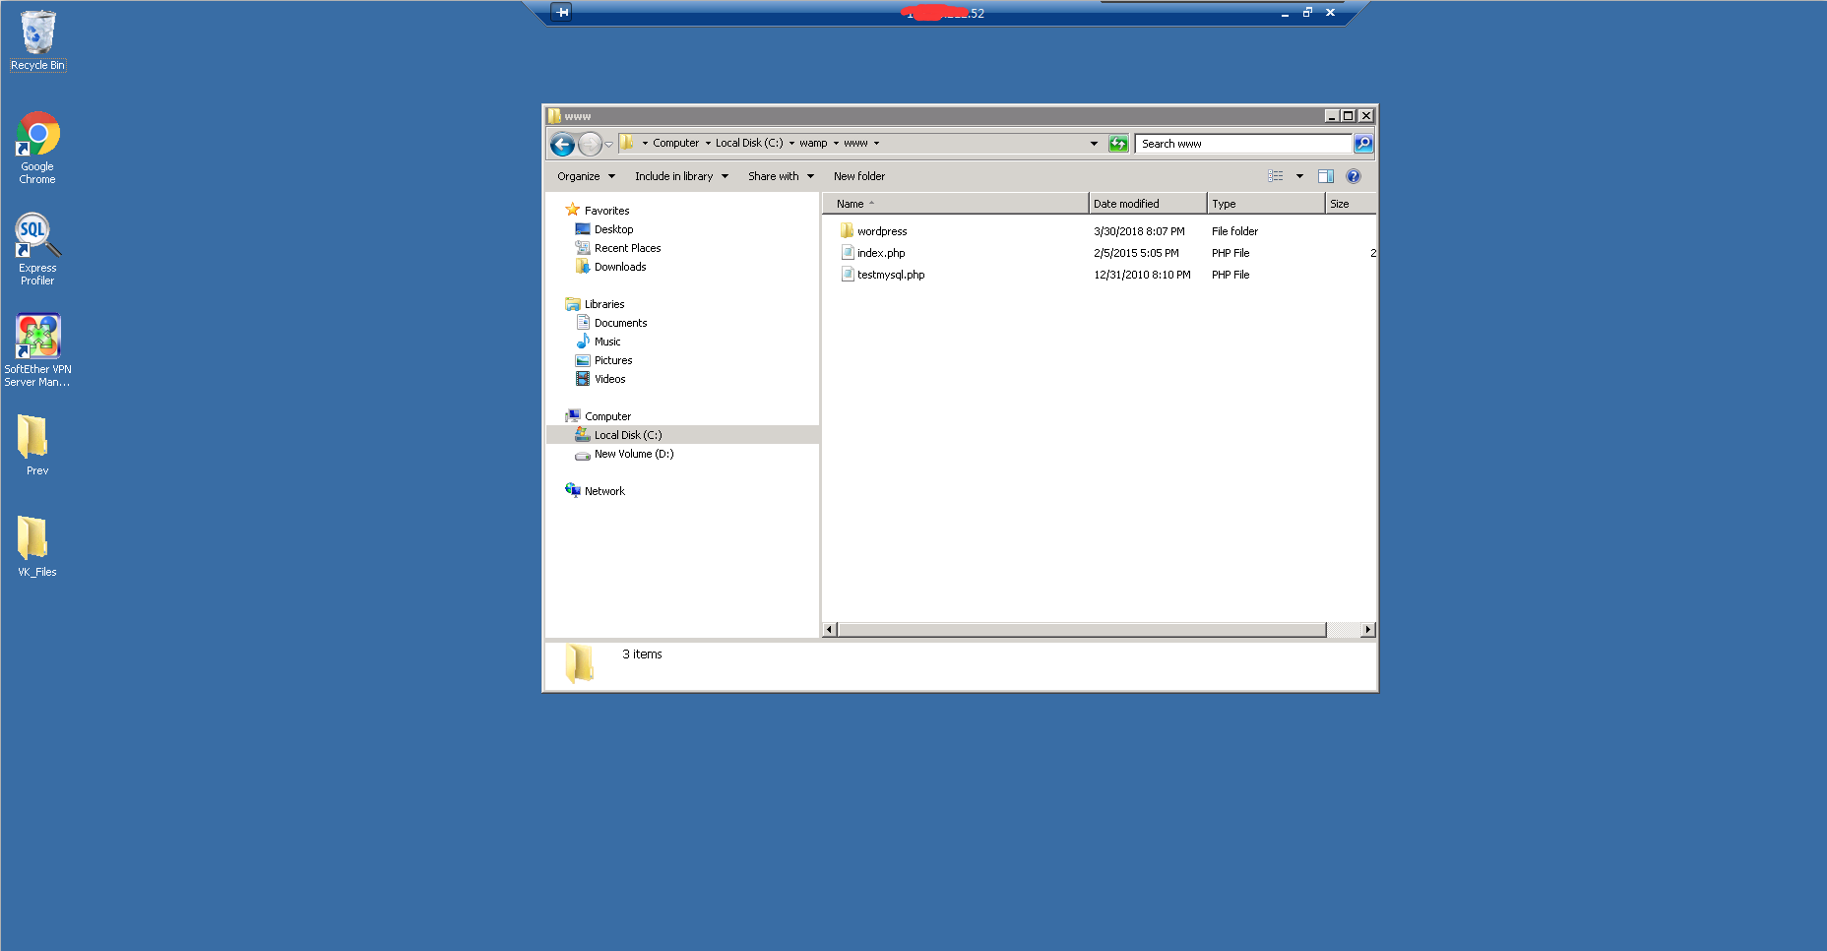 .52
Recycle Bin
Google
Chrome
SQL
Express
Profiler
SoftEther VPN
Server Man...
Prev
VK_Files
www
Computer Local Disk (C:) wamp www
Search www
Organize Include in library Share with New folder
Favorites
Desktop
Recent Places
Downloads
Libraries
Documents
Music
Pictures
Videos
Computer
Local Disk (C:)
New Volume (D:)
Network
Name Date modified Type Size
wordpress 3/30/2018 8:07 PM File folder
index.php 2/5/2015 5:05 PM PHP File 2
testmysql.php 12/31/2010 8:10 PM PHP File
3 items